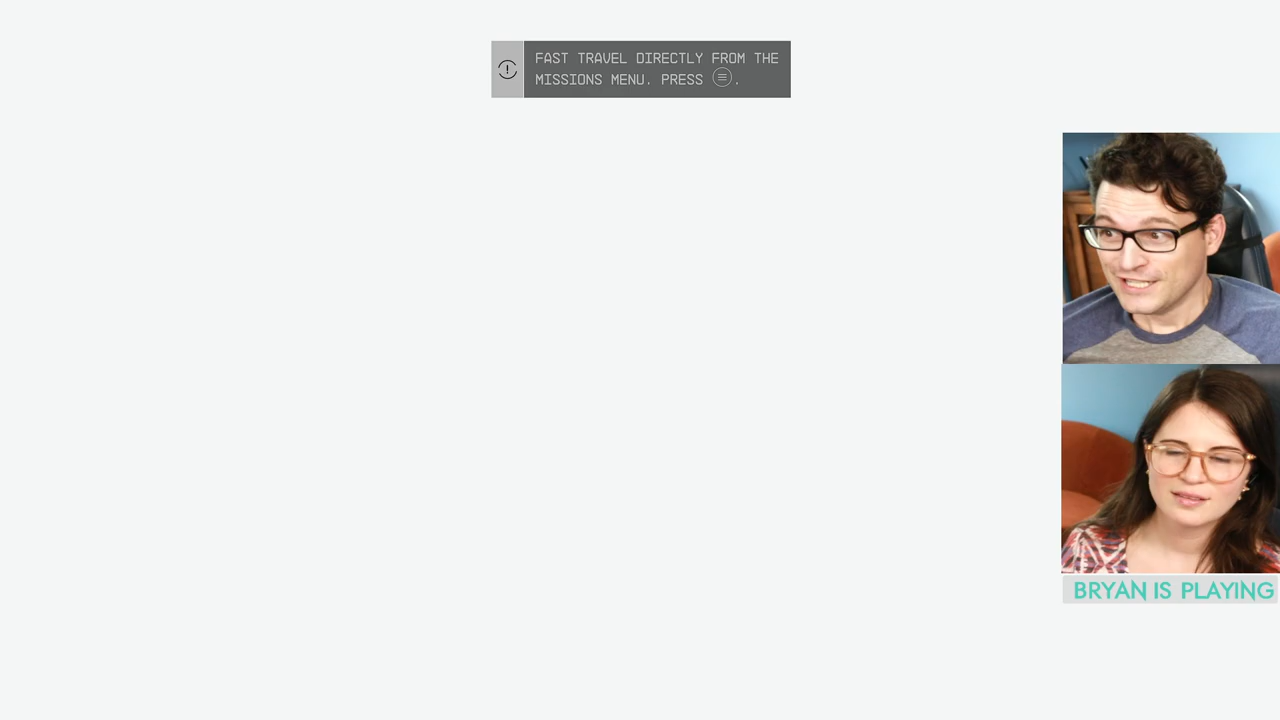 FAST TRAVEL DIRECTLY FROM THE
MISSIONS MENU. PRESS .
BRYAN IS PLAYING